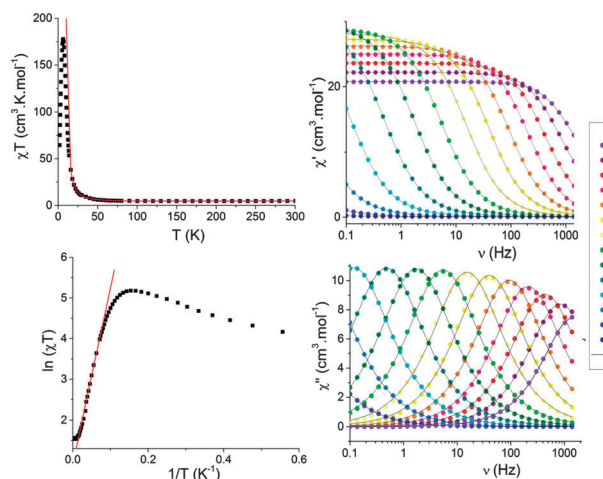 200
150
100
50
0
χT (cm³.K.mol⁻¹)
0 50 100 150 200 250 300
T (K)
20
0
χ' (cm³.mol⁻¹)
0.1 1 10 100 1000
ν (Hz)
6
5
4
3
2
ln (χT)
0.0 0.2 0.4 0.6
1/T (K⁻¹)
10
8
6
4
2
0
χ'' (cm³.mol⁻¹)
0.1 1 10 100 1000
ν (Hz)
,